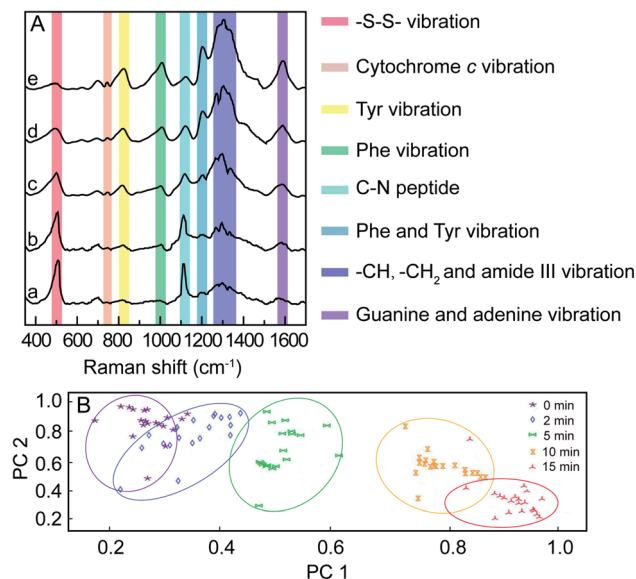 A
e
d
c
b
a
400 600 800 1000 1200 1400 1600
Raman shift (cm⁻¹)
-S-S- vibration
Cytochrome c vibration
Tyr vibration
Phe vibration
C-N peptide
Phe and Tyr vibration
-CH, -CH₂ and amide III vibration
Guanine and adenine vibration
B
PC 2
1.0
0.8
0.6
0.4
0.2
0.2 0.4 0.6 0.8 1.0
PC 1
0 min
2 min
5 min
10 min
15 min